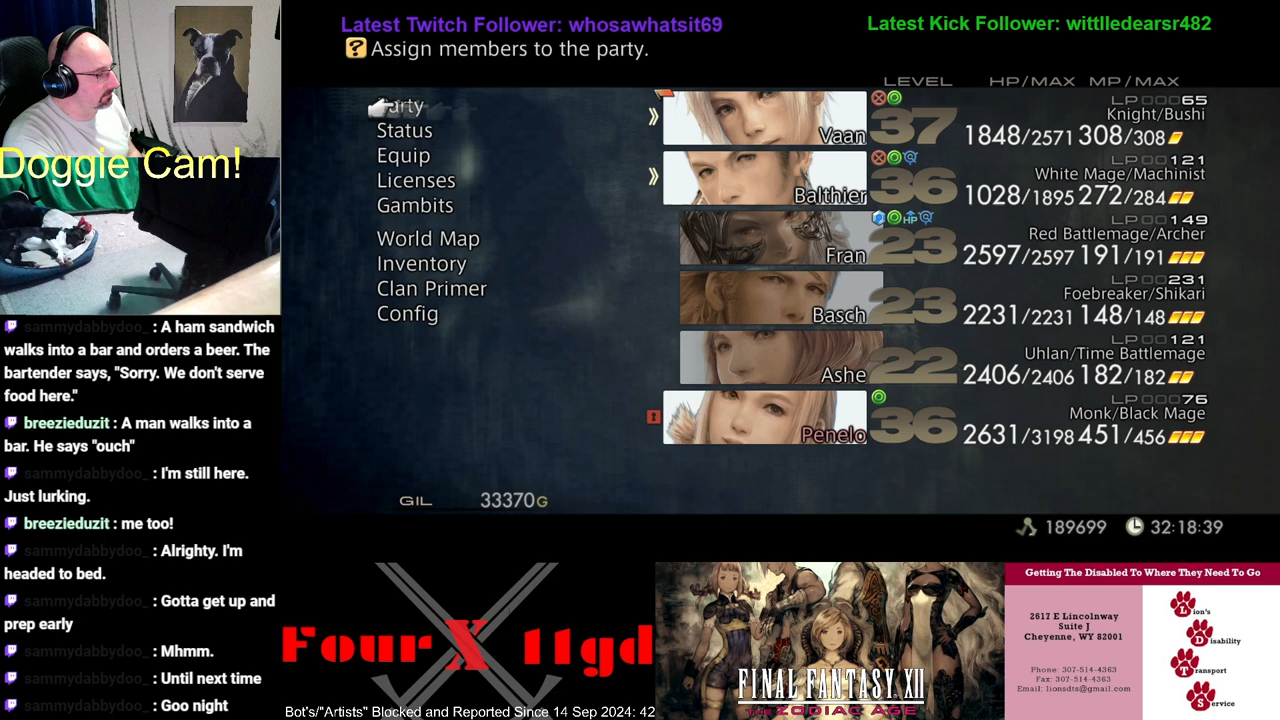 Latest Twitch Follower: whosawhatsit69
Latest Kick Follower: wittlledearsr482
Assign members to the party.
LEVEL HP/MAX MP/MAX
Party
Status
Equip
Licenses
Gambits
World Map
Inventory
Clan Primer
Config
Vaan 37 LP 00065
Knight/Bushi
1848/2571 308/308
Balthier 36 LP 00121
White Mage/Machinist
1028/1895 272/284
Fran 23 HP LP 00149
Red Battlemage/Archer
2597/2597 191/191
Basch 23 LP 00231
Foebreaker/Shikari
2231/2231 148/148
Ashe 22 LP 00121
Uhlan/Time Battlemage
2406/2406 182/182
Penelo 36 LP 00076
Monk/Black Mage
2631/3198 451/456
GIL 33370G
189699 32:18:39
Doggie Cam!
sammydabbydoo_ : A ham sandwich
walks into a bar and orders a beer. The
bartender says, "Sorry. We don't serve
food here."
breezieduzit : A man walks into a
bar. He says "ouch"
sammydabbydoo_ : I'm still here.
Just lurking.
breezieduzit : me too!
sammydabbydoo_ : Alrighty. I'm
headed to bed.
sammydabbydoo_ : Gotta get up and
prep early
sammydabbydoo_ : Mhmm.
sammydabbydoo_ : Until next time
sammydabbydoo_ : Goo night
Four X 11gd
Bot's/"Artists" Blocked and Reported Since 14 Sep 2024: 42
FINAL FANTASY XII
THE ZODIAC AGE
Getting The Disabled To Where They Need To Go
2617 E Lincolnway
Suite J
Cheyenne, WY 82001
Phone: 307-514-4363
Fax: 307-514-4363
Email: lionsdts@gmail.com
Lion's
Disability
Transport
Service